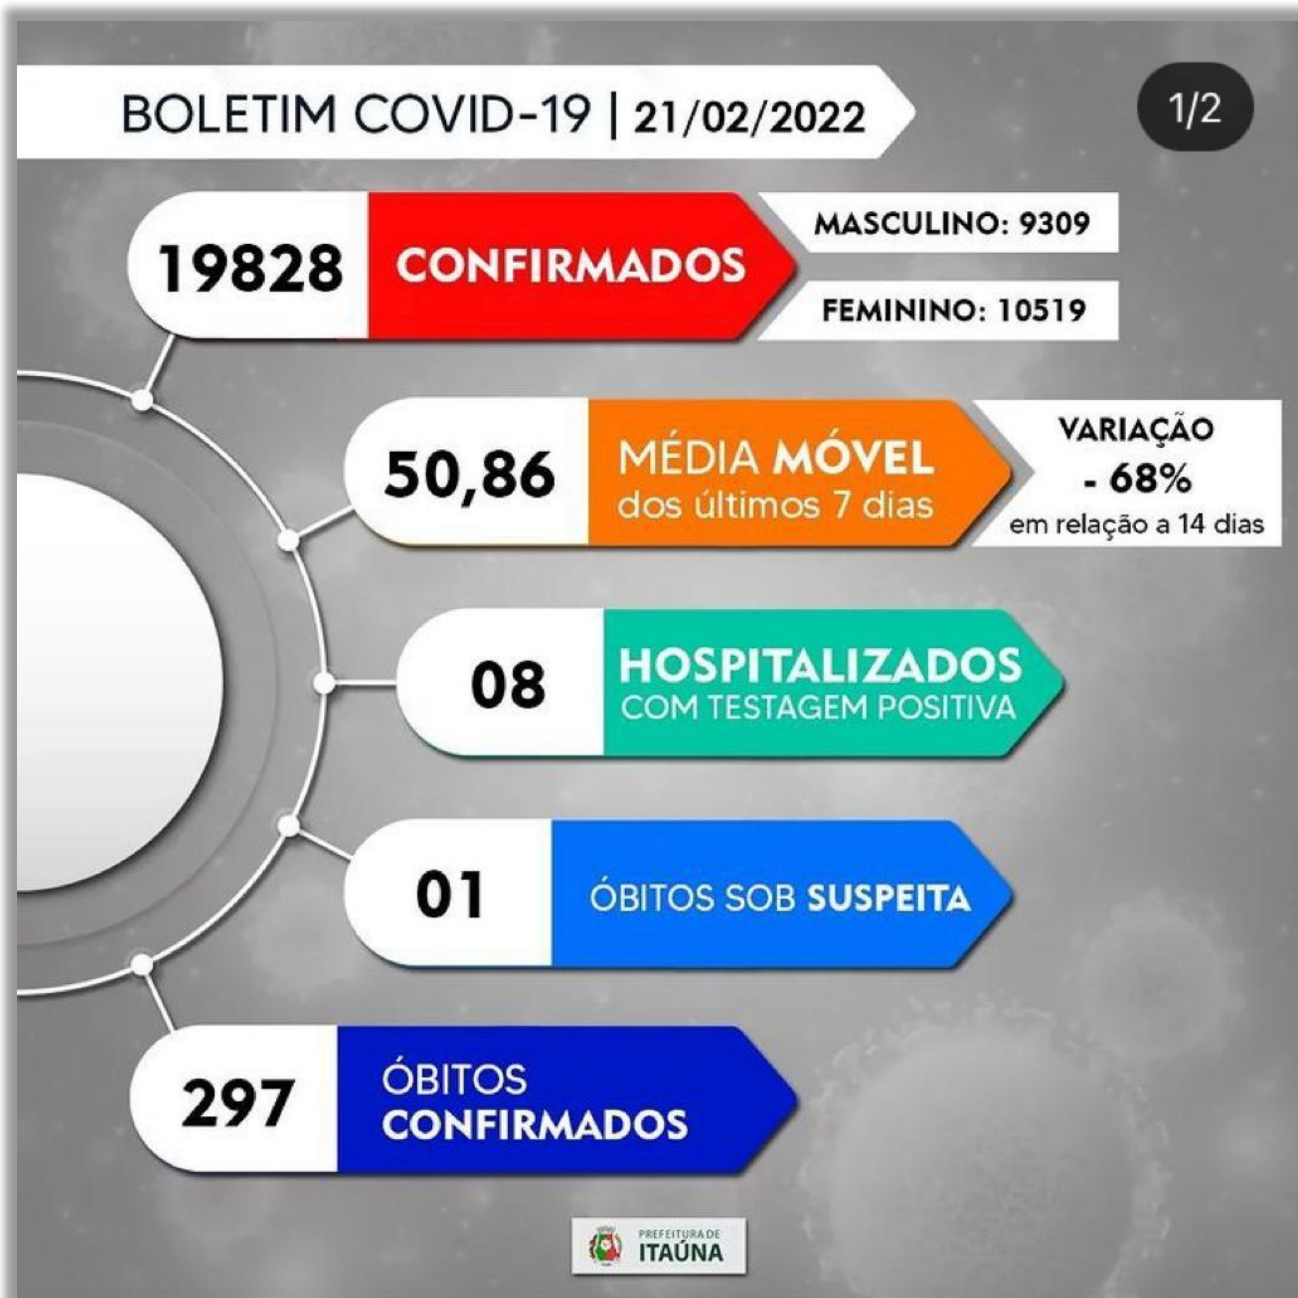 BOLETIM COVID-19 | 21/02/2022
1/2
19828 CONFIRMADOS
MASCULINO: 9309
FEMININO: 10519
50,86
MÉDIA MÓVEL
dos últimos 7 dias
VARIAÇÃO
- 68%
em relação a 14 dias
08
HOSPITALIZADOS
COM TESTAGEM POSITIVA
01 ÓBITOS SOB SUSPEITA
297
ÓBITOS
CONFIRMADOS
PREFEITURA DE
ITAÚNA